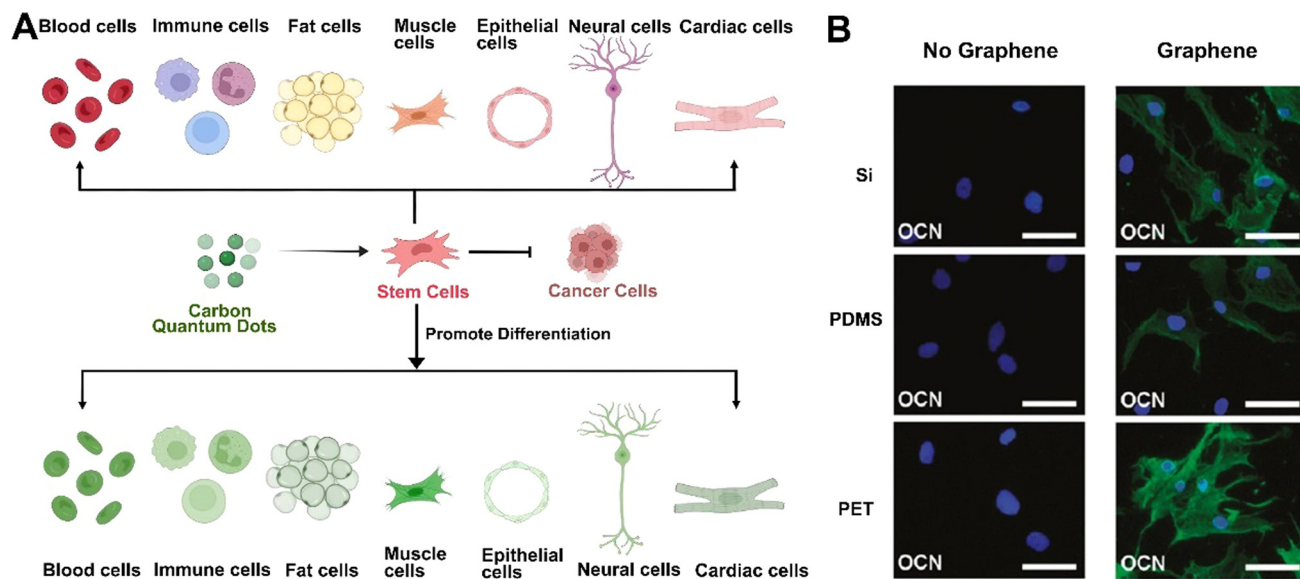 A
Blood cells
Immune cells
Fat cells
Muscle
cells
Epithelial
cells
Neural cells
Cardiac cells
Carbon
Quantum Dots
Stem Cells
Cancer Cells
Promote Differentiation
Blood cells
Immune cells
Fat cells
Muscle
cells
Epithelial
cells
Neural cells
Cardiac cells
B
No Graphene
Graphene
Si
OCN
OCN
PDMS
OCN
OCN
PET
OCN
OCN